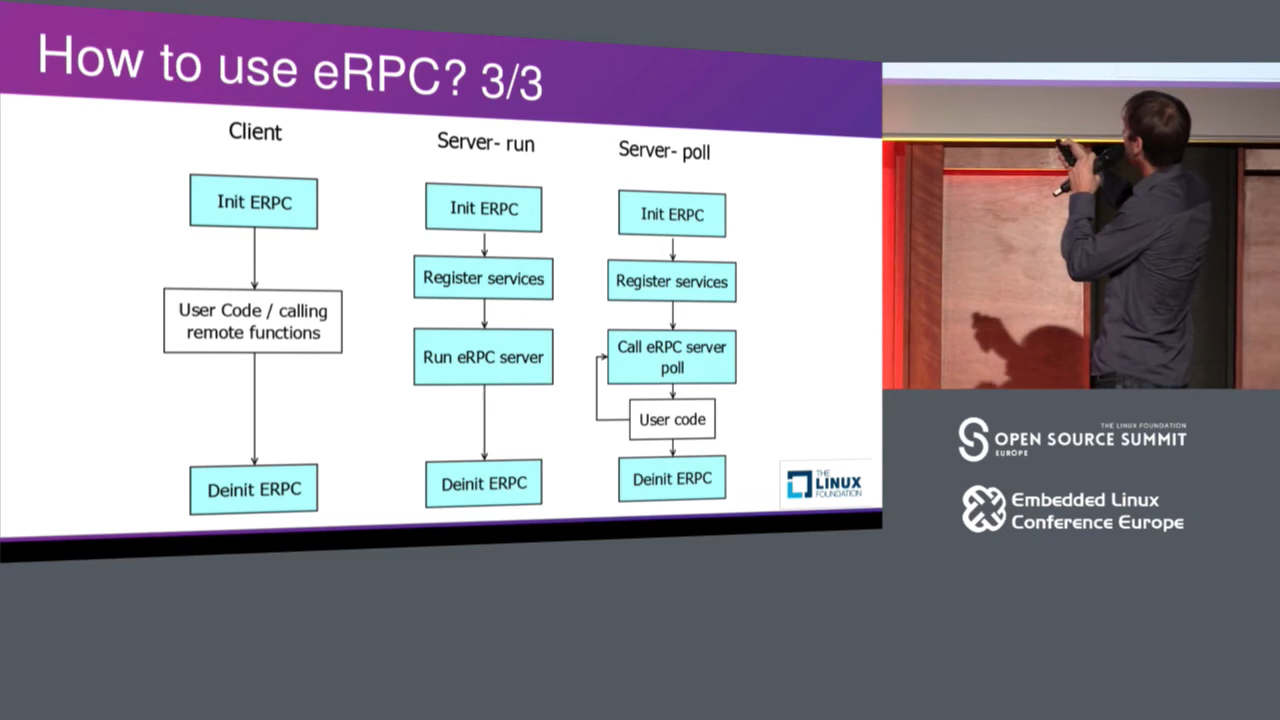 How to use eRPC? 3/3
Client
Init ERPC
User Code / calling
remote functions
Deinit ERPC
Server- run
Init ERPC
Register services
Run eRPC server
Deinit ERPC
Server- poll
Init ERPC
Register services
Call eRPC server
poll
User code
Deinit ERPC
THE
LINUX
FOUNDATION
THE LINUX FOUNDATION
OPEN SOURCE SUMMIT
EUROPE
Embedded Linux
Conference Europe